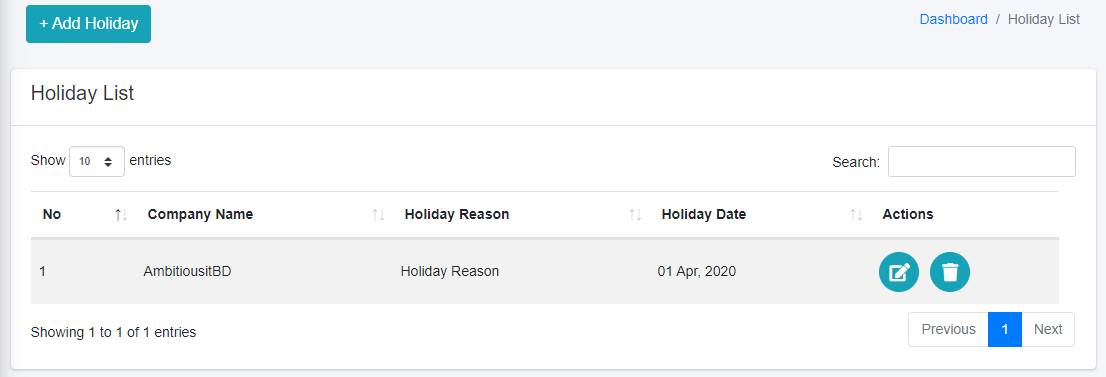 + Add Holiday
Dashboard / Holiday List
Holiday List
Show 10 entries
Search:
No Company Name Holiday Reason Holiday Date Actions
1 AmbitiousitBD Holiday Reason 01 Apr, 2020
Showing 1 to 1 of 1 entries
Previous 1 Next